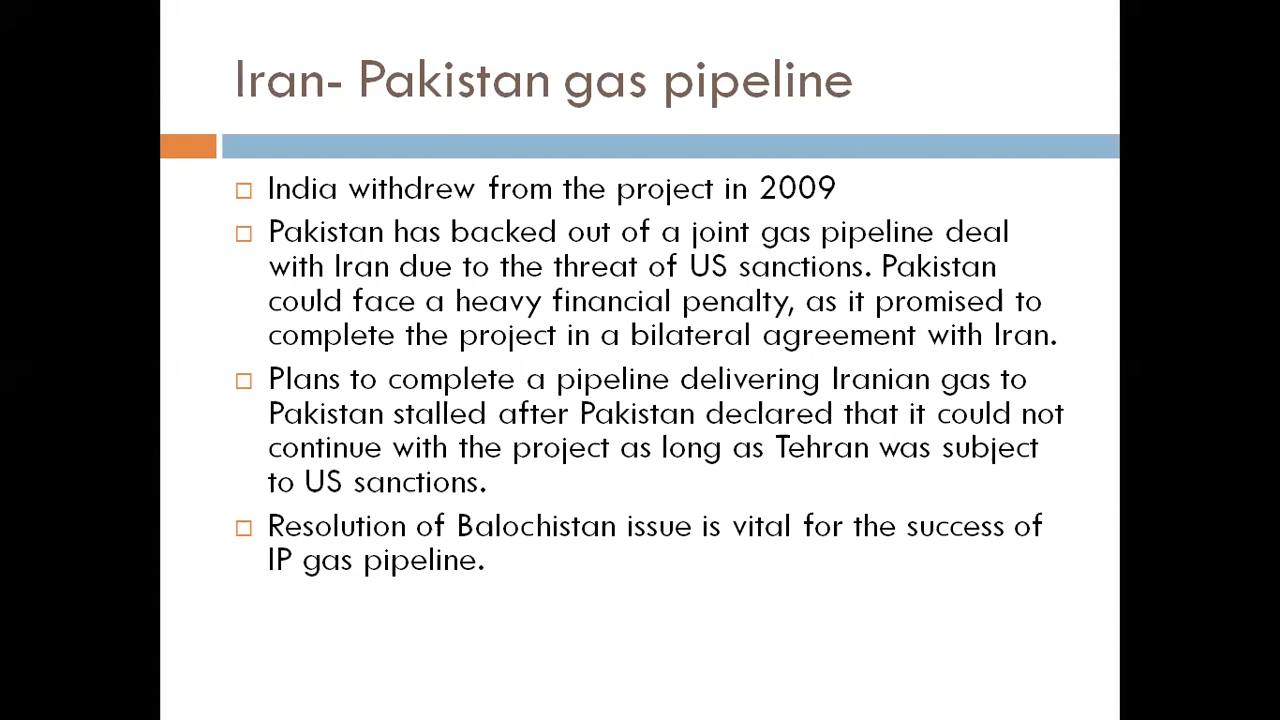 Iran- Pakistan gas pipeline
India withdrew from the project in 2009
Pakistan has backed out of a joint gas pipeline deal
with Iran due to the threat of US sanctions. Pakistan
could face a heavy financial penalty, as it promised to
complete the project in a bilateral agreement with Iran.
Plans to complete a pipeline delivering Iranian gas to
Pakistan stalled after Pakistan declared that it could not
continue with the project as long as Tehran was subject
to US sanctions.
Resolution of Balochistan issue is vital for the success of
IP gas pipeline.